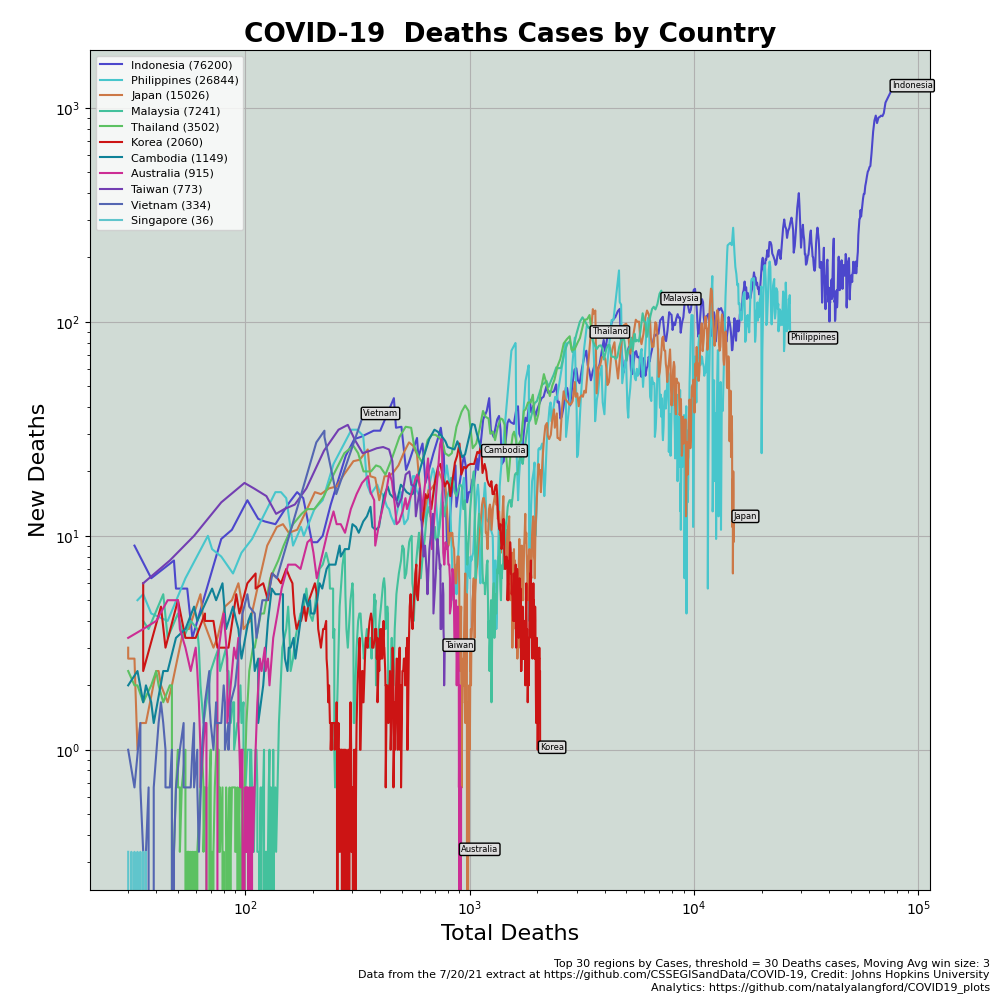 COVID-19  Deaths Cases by Country
Indonesia (76200)
Philippines (26844)
Japan (15026)
Malaysia (7241)
Thailand (3502)
Korea (2060)
Cambodia (1149)
Australia (915)
Taiwan (773)
Vietnam (334)
Singapore (36)
Indonesia
Malaysia
Thailand
Philippines
Vietnam
Cambodia
Japan
Taiwan
Korea
Australia
New Deaths
10³
10²
10¹
10⁰
10² 10³ 10⁴ 10⁵
Total Deaths
Top 30 regions by Cases, threshold = 30 Deaths cases, Moving Avg win size: 3
Data from the 7/20/21 extract at https://github.com/CSSEGISandData/COVID-19, Credit: Johns Hopkins University
Analytics: https://github.com/natalyalangford/COVID19_plots